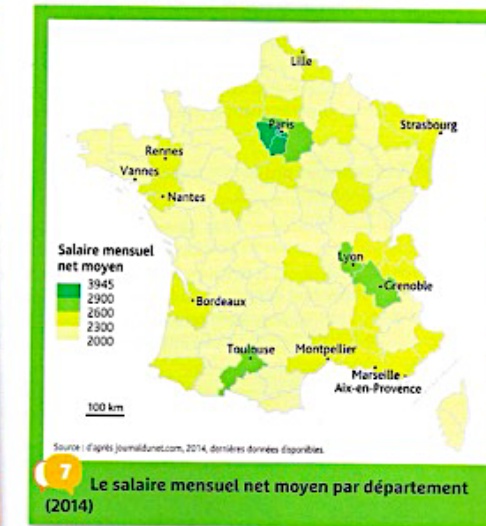 Lille
Paris
Strasbourg
Rennes
Vannes
Nantes
Salaire mensuel
net moyen
3945
2900
2600
2300
2000
Lyon
Grenoble
Bordeaux
Toulouse
Montpellier
Marseille -
Aix-en-Provence
100 km
Source : d'après journaldunet.com, 2014, dernières données disponibles.
7
Le salaire mensuel net moyen par département
(2014)